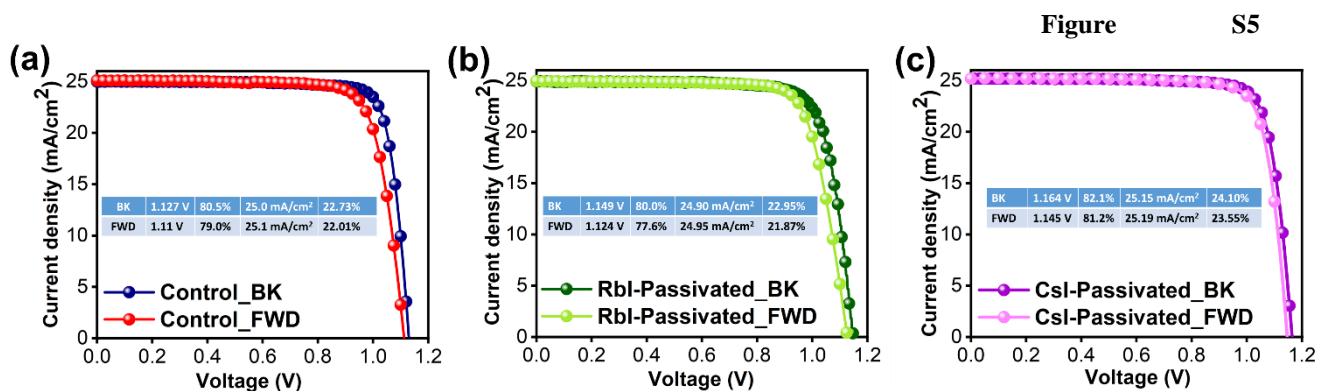 Figure S5
(a)
Current density (mA/cm²)
25
20
15
10
5
0
BK 1.127 V 80.5% 25.0 mA/cm² 22.73%
FWD 1.11 V 79.0% 25.1 mA/cm² 22.01%
Control_BK
Control_FWD
0.0 0.2 0.4 0.6 0.8 1.0 1.2
Voltage (V)
(b)
Current density (mA/cm²)
25
20
15
10
5
0
BK 1.149 V 80.0% 24.90 mA/cm² 22.95%
FWD 1.124 V 77.6% 24.95 mA/cm² 21.87%
RbI-Passivated_BK
RbI-Passivated_FWD
0.0 0.2 0.4 0.6 0.8 1.0 1.2
Voltage (V)
(c)
Current density (mA/cm²)
25
20
15
10
5
0
BK 1.164 V 82.1% 25.15 mA/cm² 24.10%
FWD 1.145 V 81.2% 25.19 mA/cm² 23.55%
CsI-Passivated_BK
CsI-Passivated_FWD
0.0 0.2 0.4 0.6 0.8 1.0 1.2
Voltage (V)